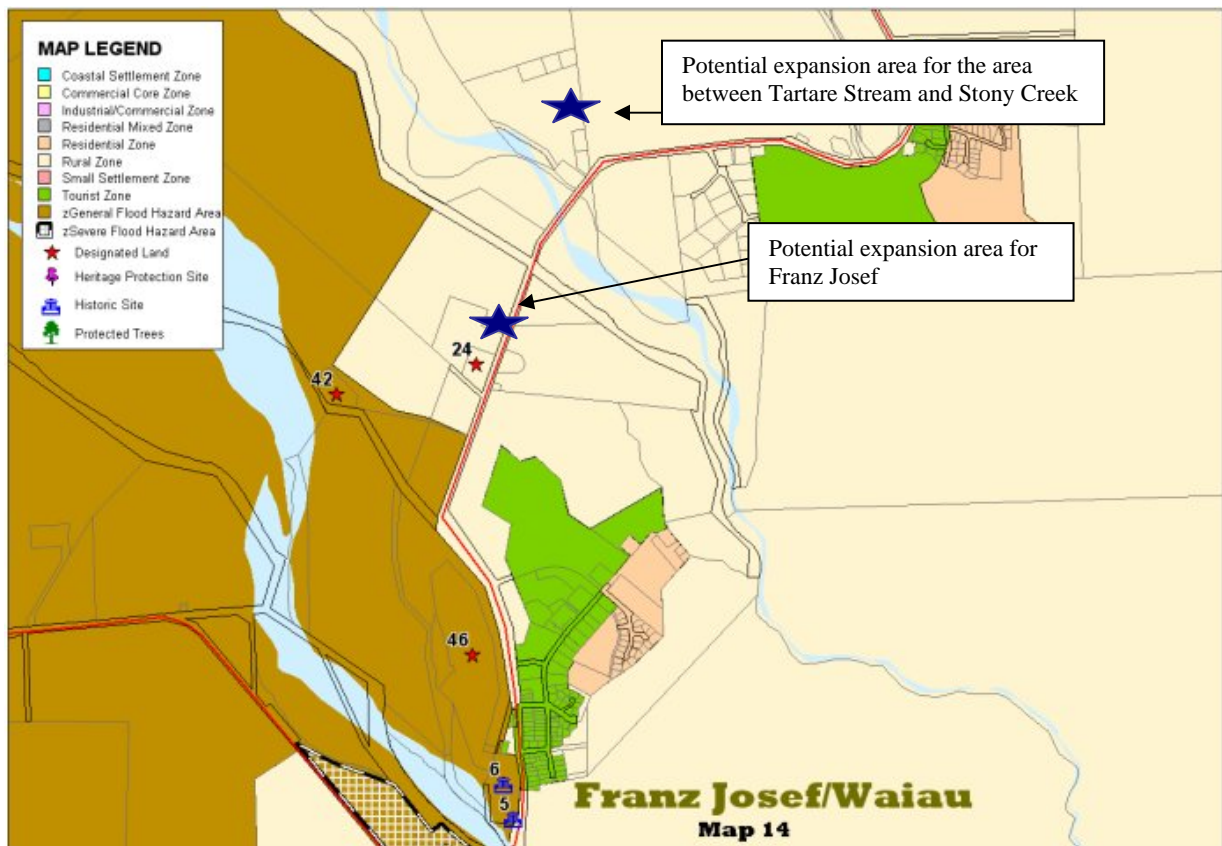 MAP LEGEND
Coastal Settlement Zone
Commercial Core Zone
Industrial/Commercial Zone
Residential Mixed Zone
Residential Zone
Rural Zone
Small Settlement Zone
Tourist Zone
zGeneral Flood Hazard Area
zSevere Flood Hazard Area
Designated Land
Heritage Protection Site
Historic Site
Protected Trees
Potential expansion area for the area
between Tartare Stream and Stony Creek
Potential expansion area for
Franz Josef
24
42
46
6
5
Franz Josef/Waiau
Map 14